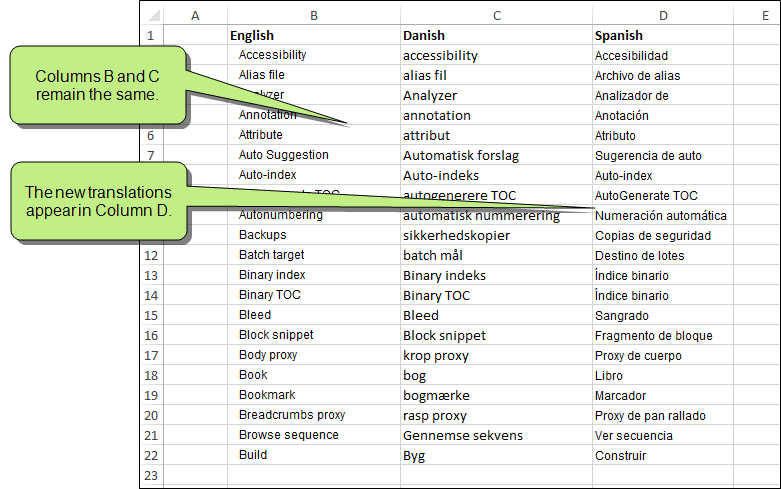 A B C D E
1 English Danish Spanish
Accessibility accessibility Accesibilidad
Alias file alias fil Archivo de alias
Analyzer Analizador de
Annotation annotation Anotación
6 Attribute attribut Atributo
7 Auto Suggestion Automatisk forslag Sugerencia de auto
Auto-index Auto-indeks Auto-index
autogenerere TOC AutoGenerate TOC
Autonumbering automatisk nummerering Numeración automática
Backups sikkerhedskopier Copias de seguridad
12 Batch target batch mål Destino de lotes
13 Binary index Binary indeks Índice binario
14 Binary TOC Binary TOC Índice binario
15 Bleed Bleed Sangrado
16 Block snippet Block snippet Fragmento de bloque
17 Body proxy krop proxy Proxy de cuerpo
18 Book bog Libro
19 Bookmark bogmærke Marcador
20 Breadcrumbs proxy rasp proxy Proxy de pan rallado
21 Browse sequence Gennemse sekvens Ver secuencia
22 Build Byg Construir
23
Columns B and C
remain the same.
The new translations
appear in Column D.